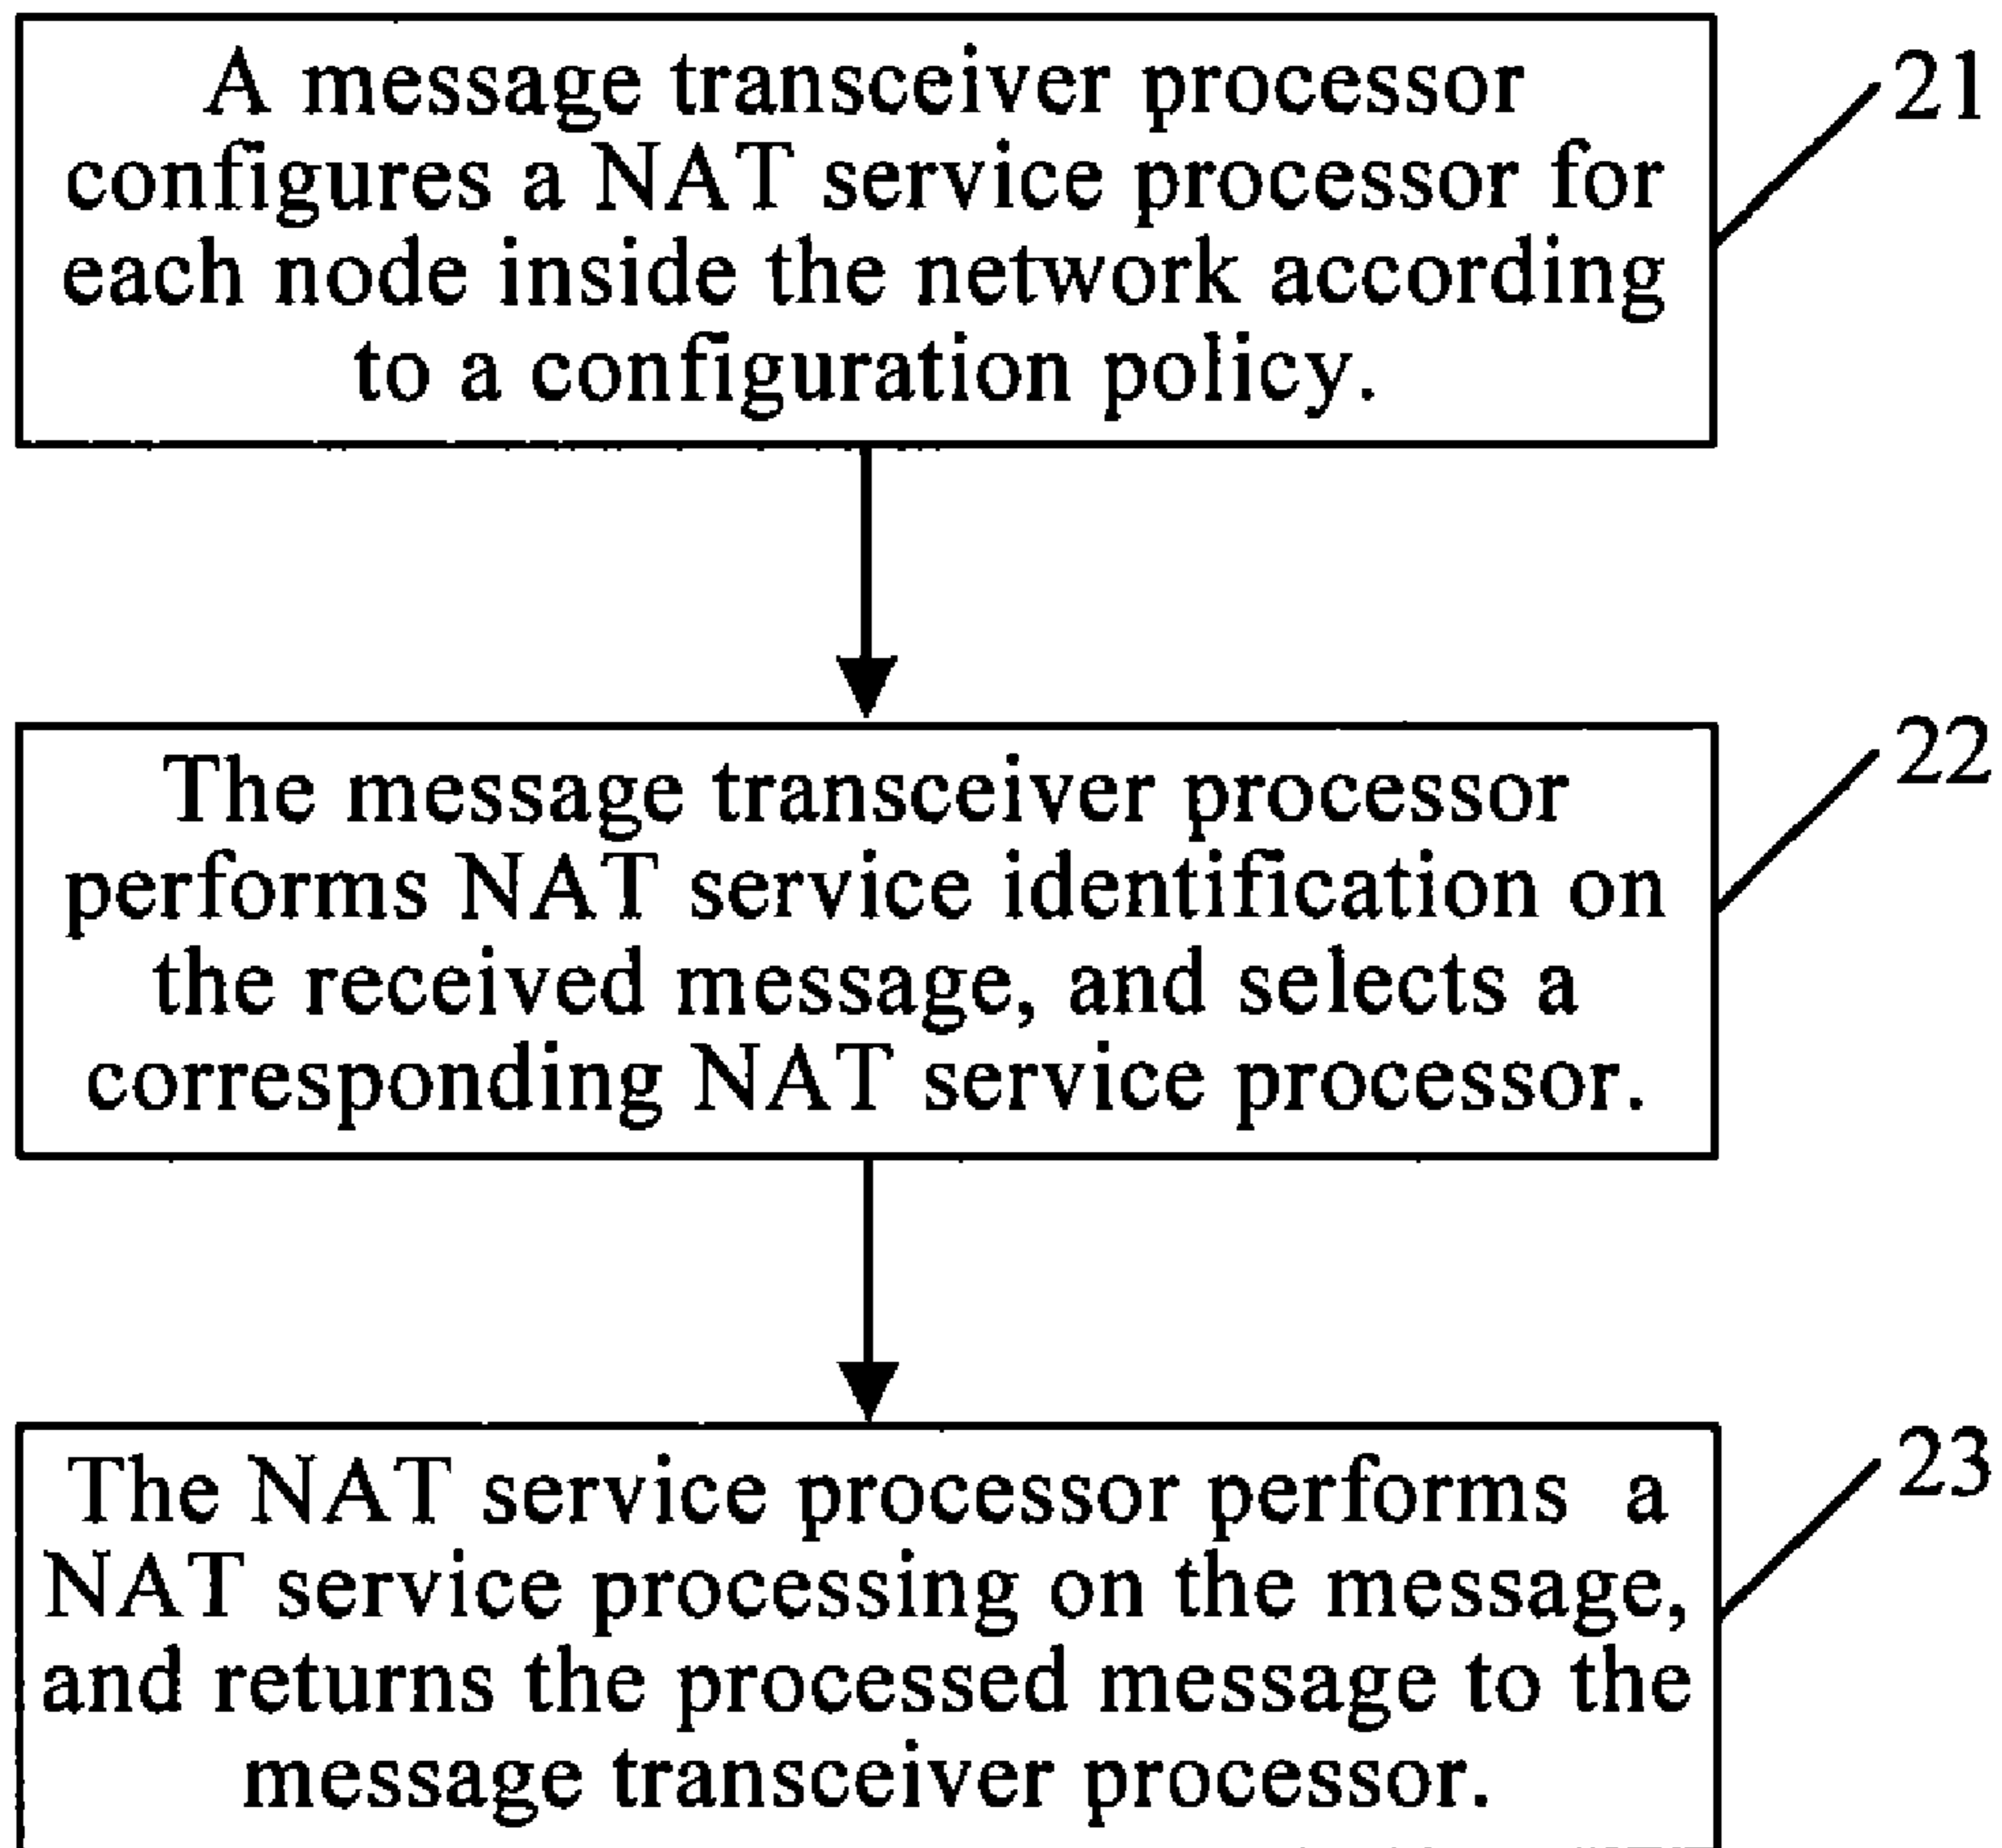 A message transceiver processor
configures a NAT service processor for
each node inside the network according
to a configuration policy.
21
The message transceiver processor
performs NAT service identification on
the received message, and selects a
corresponding NAT service processor.
22
The NAT service processor performs a
NAT service processing on the message,
and returns the processed message to the
message transceiver processor.
23